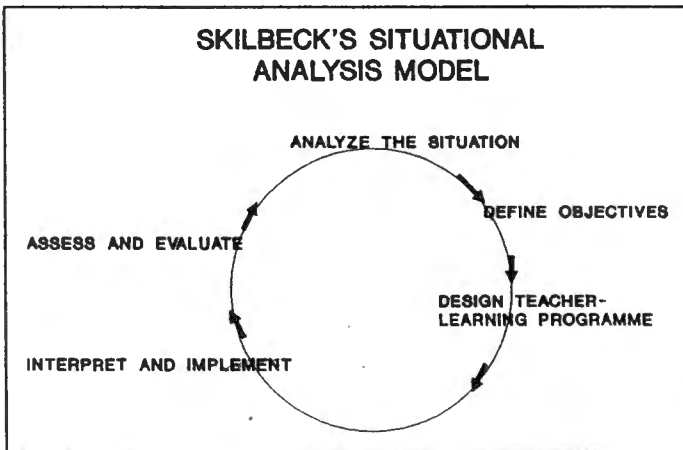 SKILBECK'S SITUATIONAL
ANALYSIS MODEL
ANALYZE THE SITUATION
DEFINE OBJECTIVES
DESIGN TEACHER-
LEARNING PROGRAMME
INTERPRET AND IMPLEMENT
ASSESS AND EVALUATE